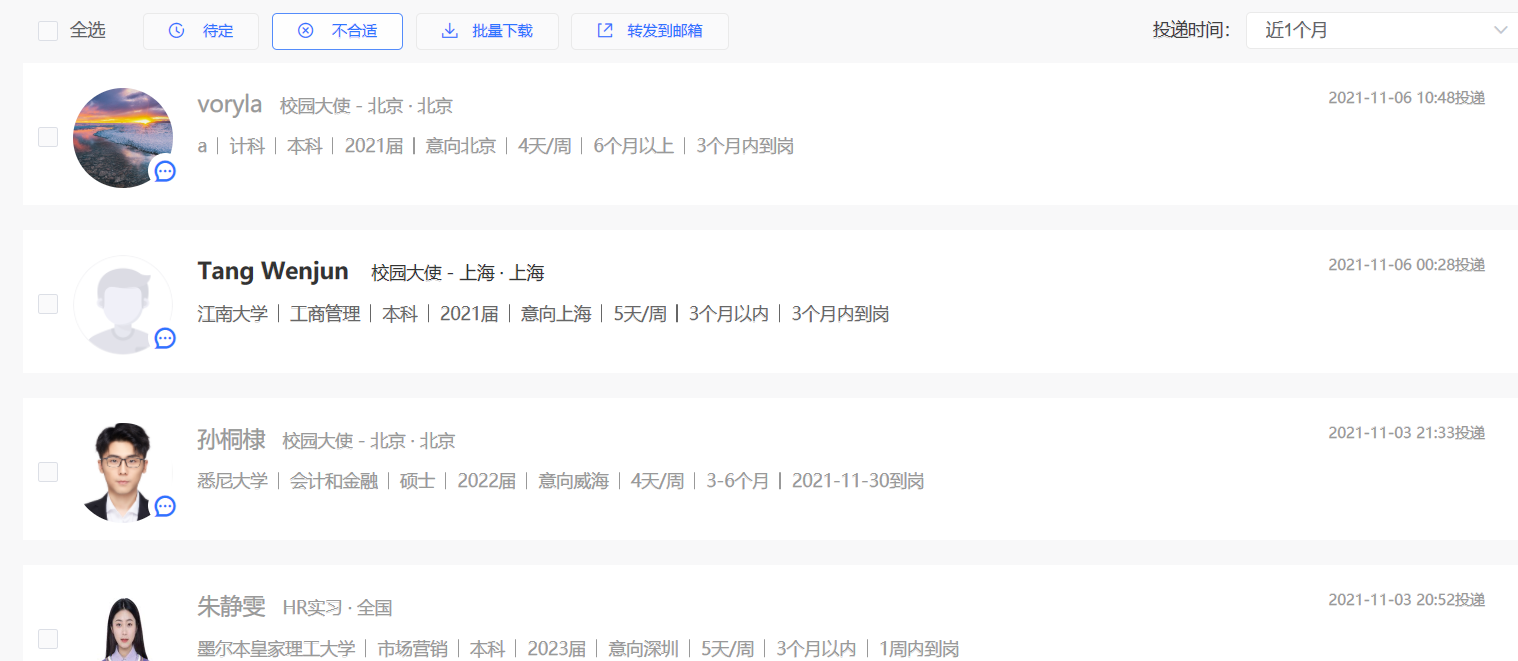 全选 待定 不合适 批量下载 转发到邮箱 投递时间： 近1个月
voryla 校园大使 - 北京 · 北京 2021-11-06 10:48投递
a | 计科 | 本科 | 2021届 | 意向北京 | 4天/周 | 6个月以上 | 3个月内到岗
Tang Wenjun 校园大使 - 上海 · 上海 2021-11-06 00:28投递
江南大学 | 工商管理 | 本科 | 2021届 | 意向上海 | 5天/周 | 3个月以内 | 3个月内到岗
孙桐棣 校园大使 - 北京 · 北京 2021-11-03 21:33投递
悉尼大学 | 会计和金融 | 硕士 | 2022届 | 意向威海 | 4天/周 | 3-6个月 | 2021-11-30到岗
朱静雯 HR实习 · 全国 2021-11-03 20:52投递
墨尔本皇家理工大学 | 市场营销 | 本科 | 2023届 | 意向深圳 | 5天/周 | 3个月以内 | 1周内到岗